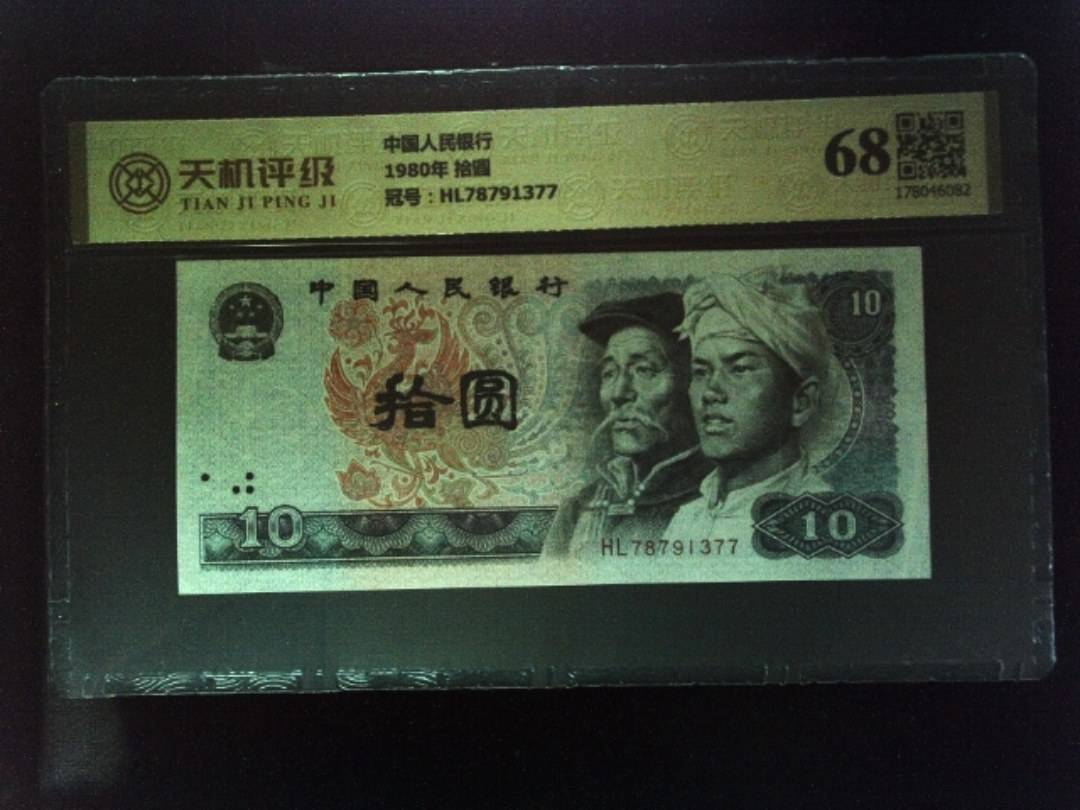 天机评级
TIAN JI PING JI
中国人民银行
1980年 拾圆
冠号：HL78791377
68
178046082
中国人民银行
10
拾圆
10
HL78791377
10